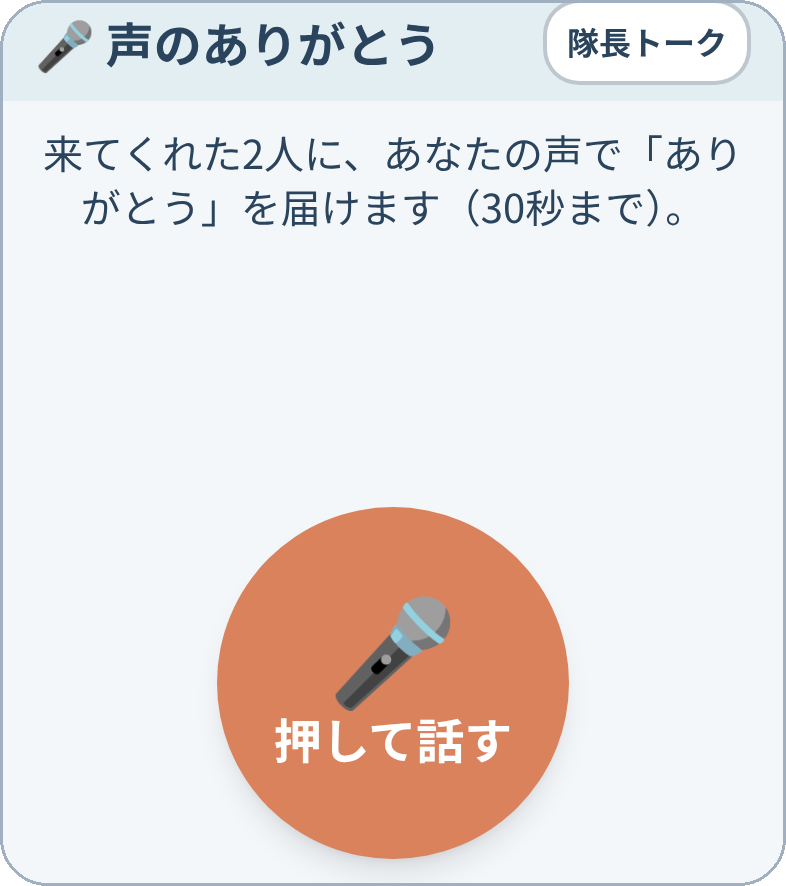 🎤 声のありがとう
隊長トーク
来てくれた2人に、あなたの声で「あり
がとう」を届けます（30秒まで）。
押して話す